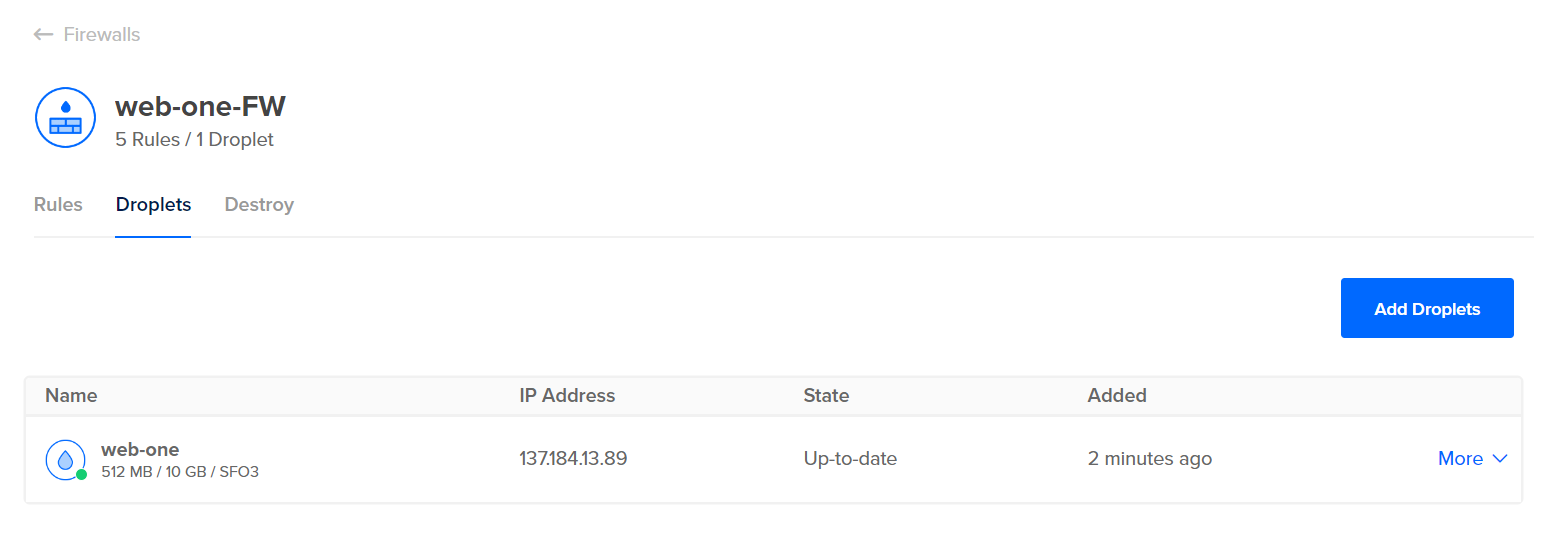 Firewalls
web-one-FW
5 Rules / 1 Droplet
Rules Droplets Destroy
Add Droplets
Name IP Address State Added
web-one
512 MB / 10 GB / SFO3
137.184.13.89 Up-to-date 2 minutes ago More